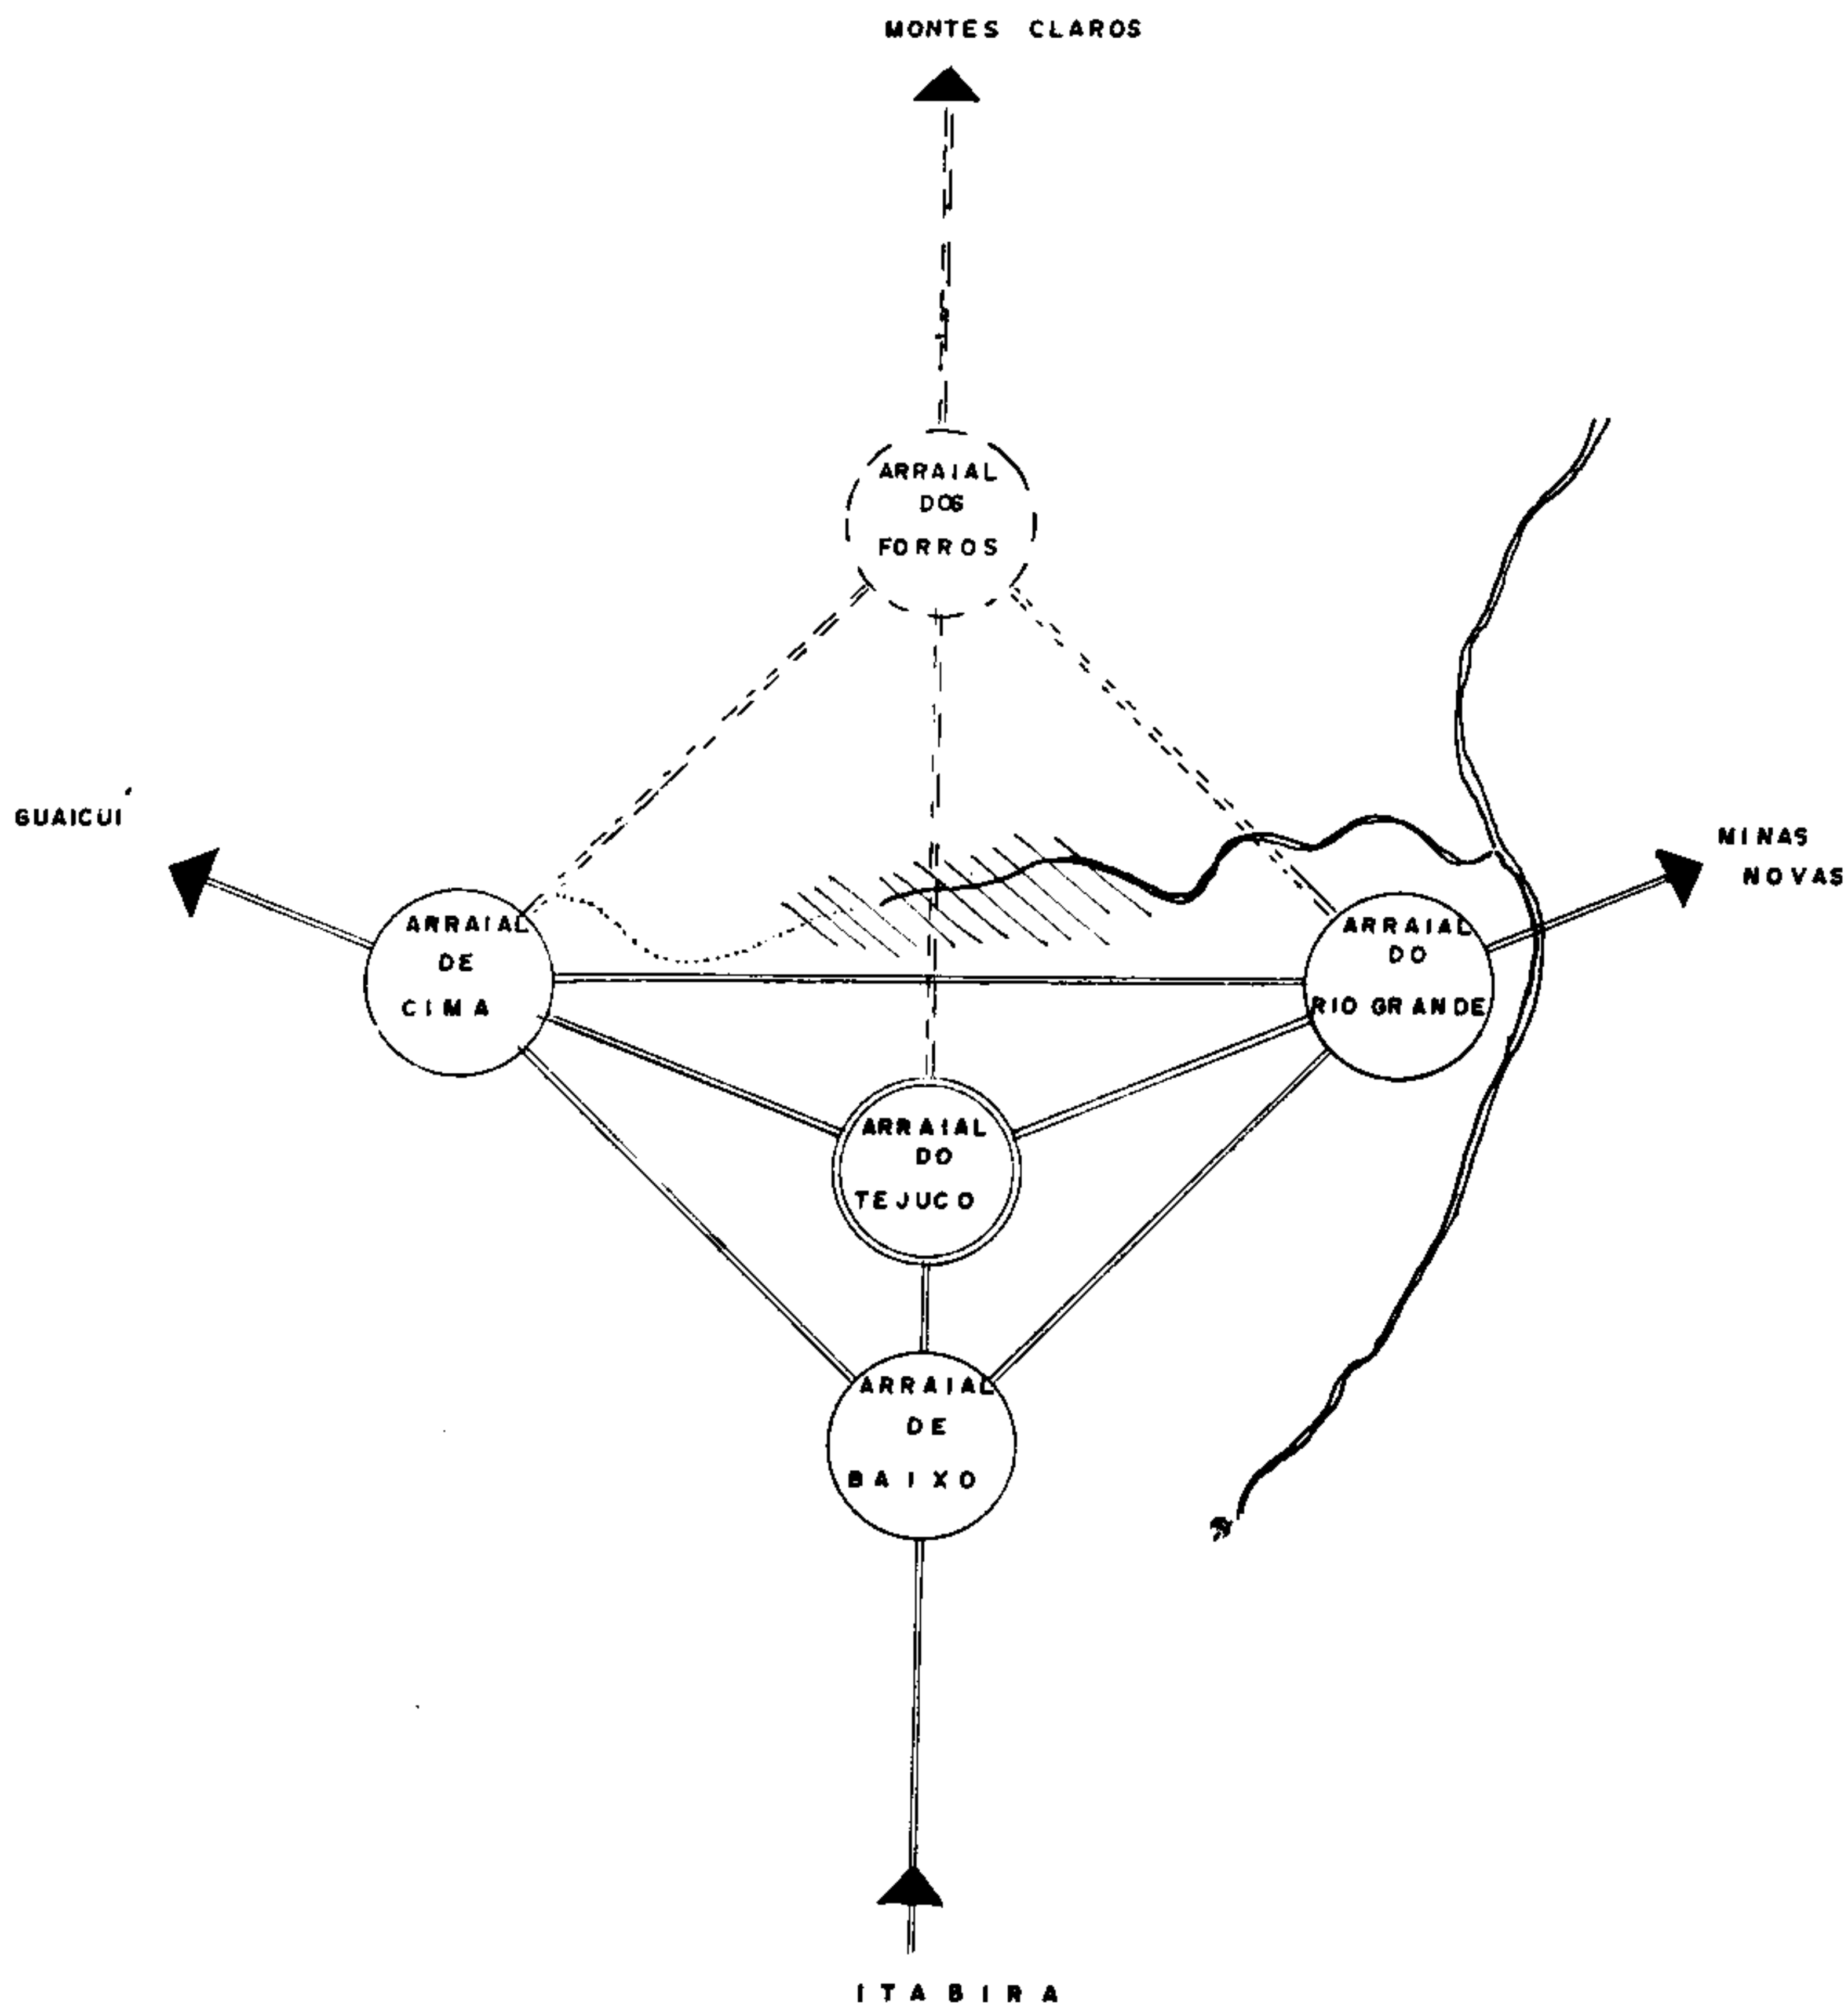 MONTES CLAROS
ARRAIAL
DOS
FORROS
GUAICUÍ
MINAS
NOVAS
ARRAIAL
DE
CIMA
ARRAIAL
DO
RIO GRANDE
ARRAIAL
DO
TEJUCO
ARRAIAL
DE
BAIXO
ITABIRA